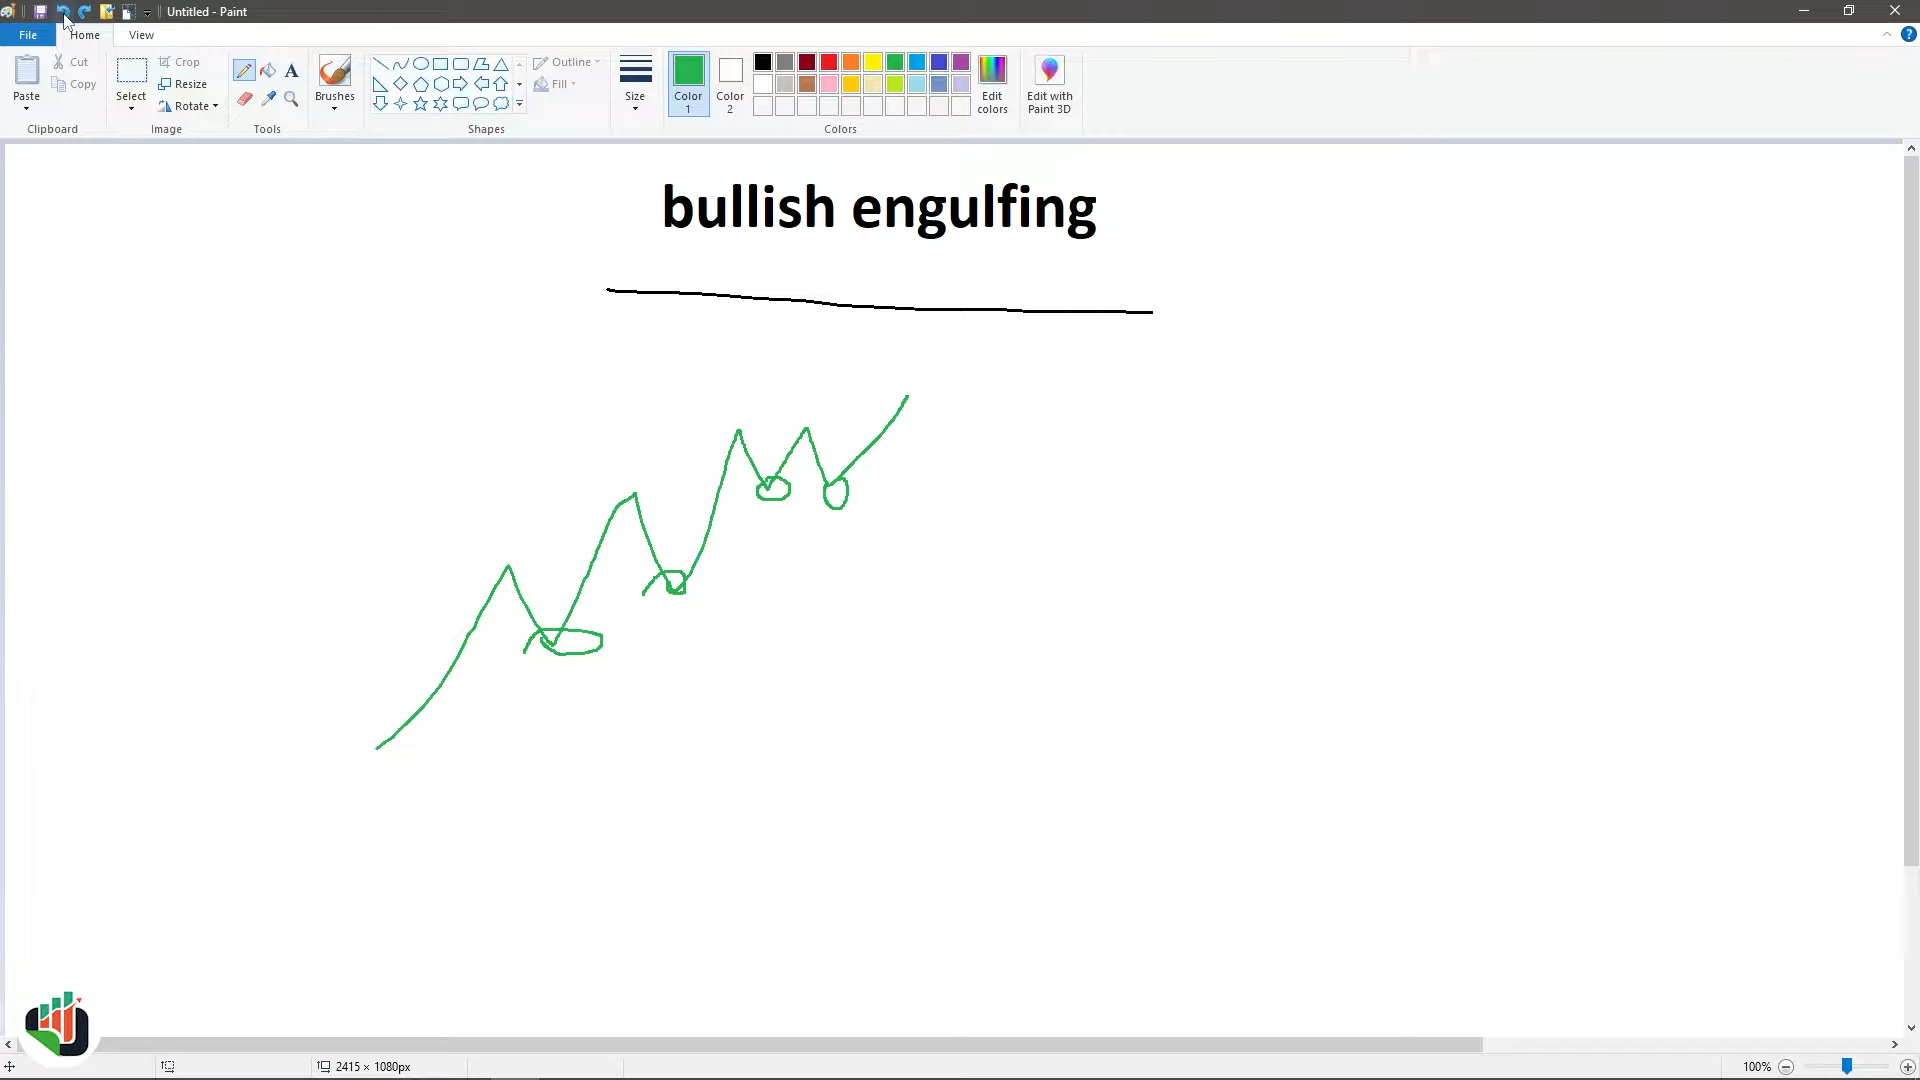 Untitled - Paint
File Home View
Paste
Cut
Copy
Clipboard
Select
Crop
Resize
Rotate
Image
Tools
Brushes
Shapes
Outline
Fill
Size
Color 1
Color 2
Edit colors
Colors
Edit with Paint 3D
bullish engulfing
2415 × 1080px
100%